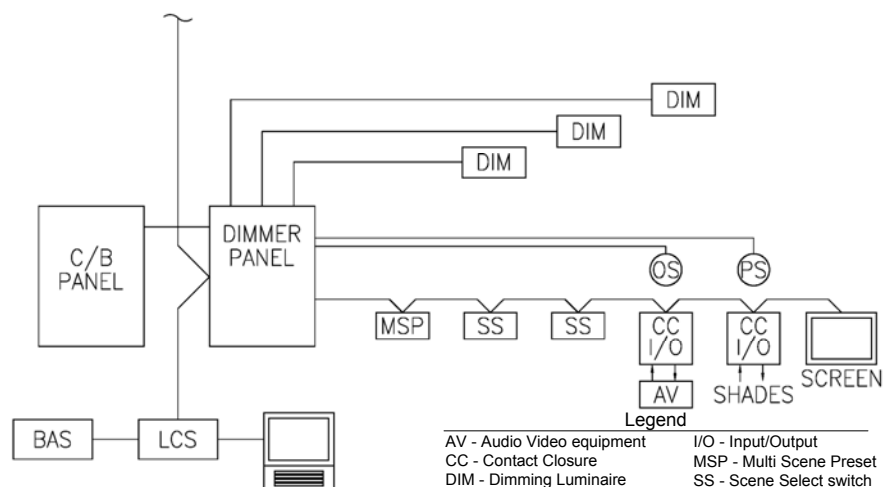 DIM
DIM
DIM
C/B
PANEL
DIMMER
PANEL
OS
PS
MSP
SS
SS
CC
I/O
CC
I/O
AV
SHADES
SCREEN
BAS
LCS
Legend
AV - Audio Video equipment
I/O - Input/Output
CC - Contact Closure
MSP - Multi Scene Preset
DIM - Dimming Luminaire
SS - Scene Select switch